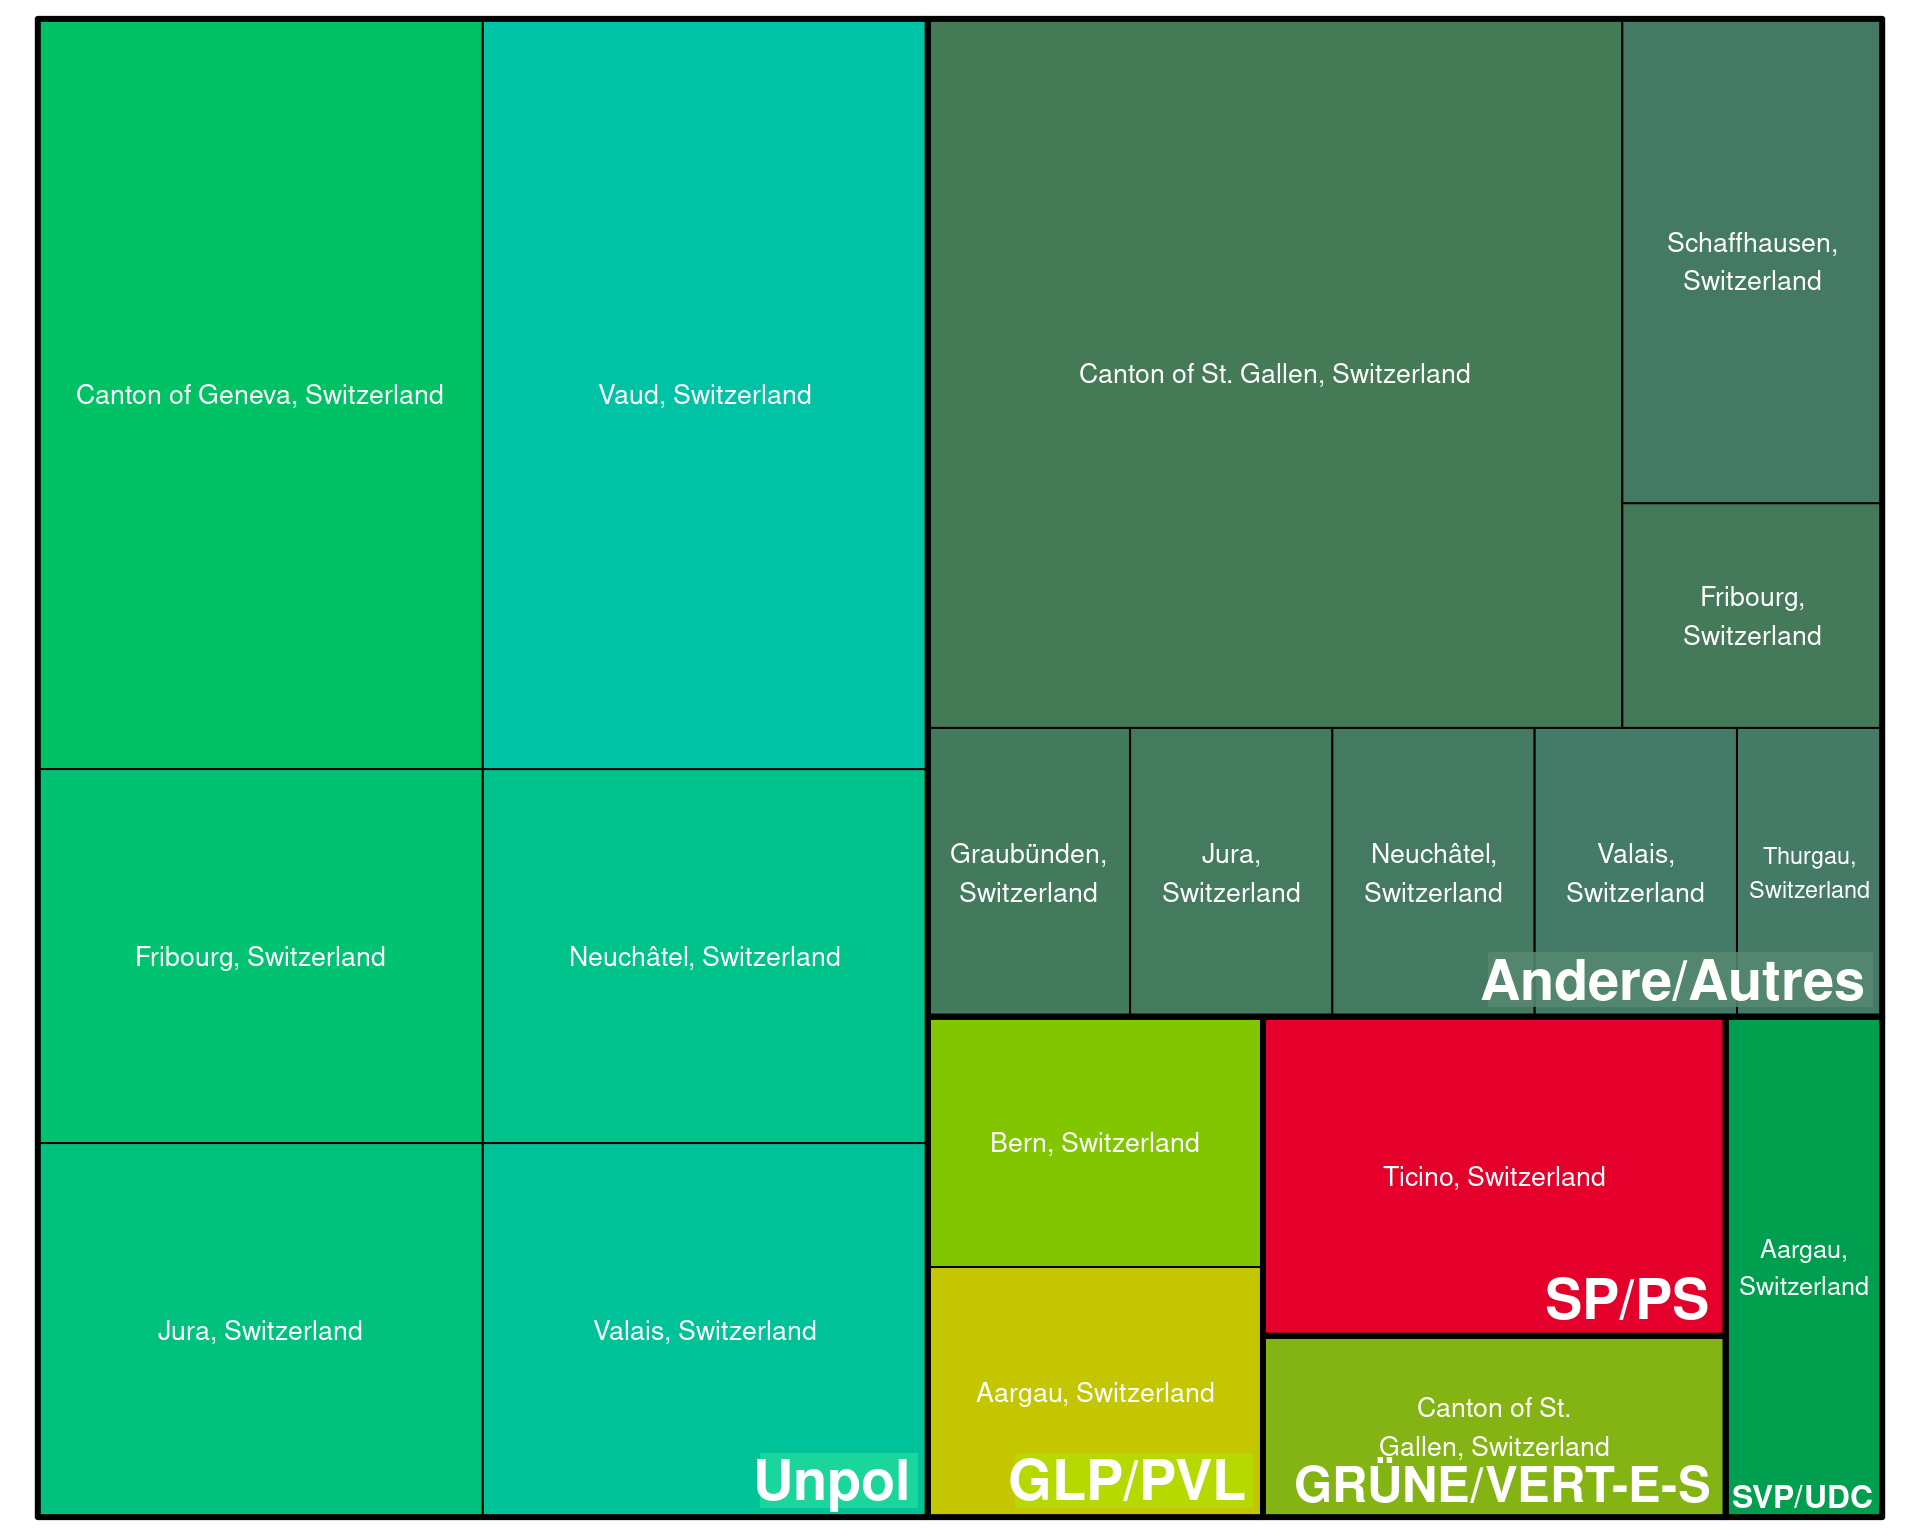 Canton of Geneva, Switzerland
Vaud, Switzerland
Fribourg, Switzerland
Neuchâtel, Switzerland
Jura, Switzerland
Valais, Switzerland
Unpol
Canton of St. Gallen, Switzerland
Schaffhausen,
Switzerland
Fribourg,
Switzerland
Graubünden,
Switzerland
Jura,
Switzerland
Neuchâtel,
Switzerland
Valais,
Switzerland
Thurgau,
Switzerland
Andere/Autres
Bern, Switzerland
Aargau, Switzerland
GLP/PVL
Ticino, Switzerland
SP/PS
Canton of St.
Gallen, Switzerland
GRÜNE/VERT-E-S
Aargau,
Switzerland
SVP/UDC